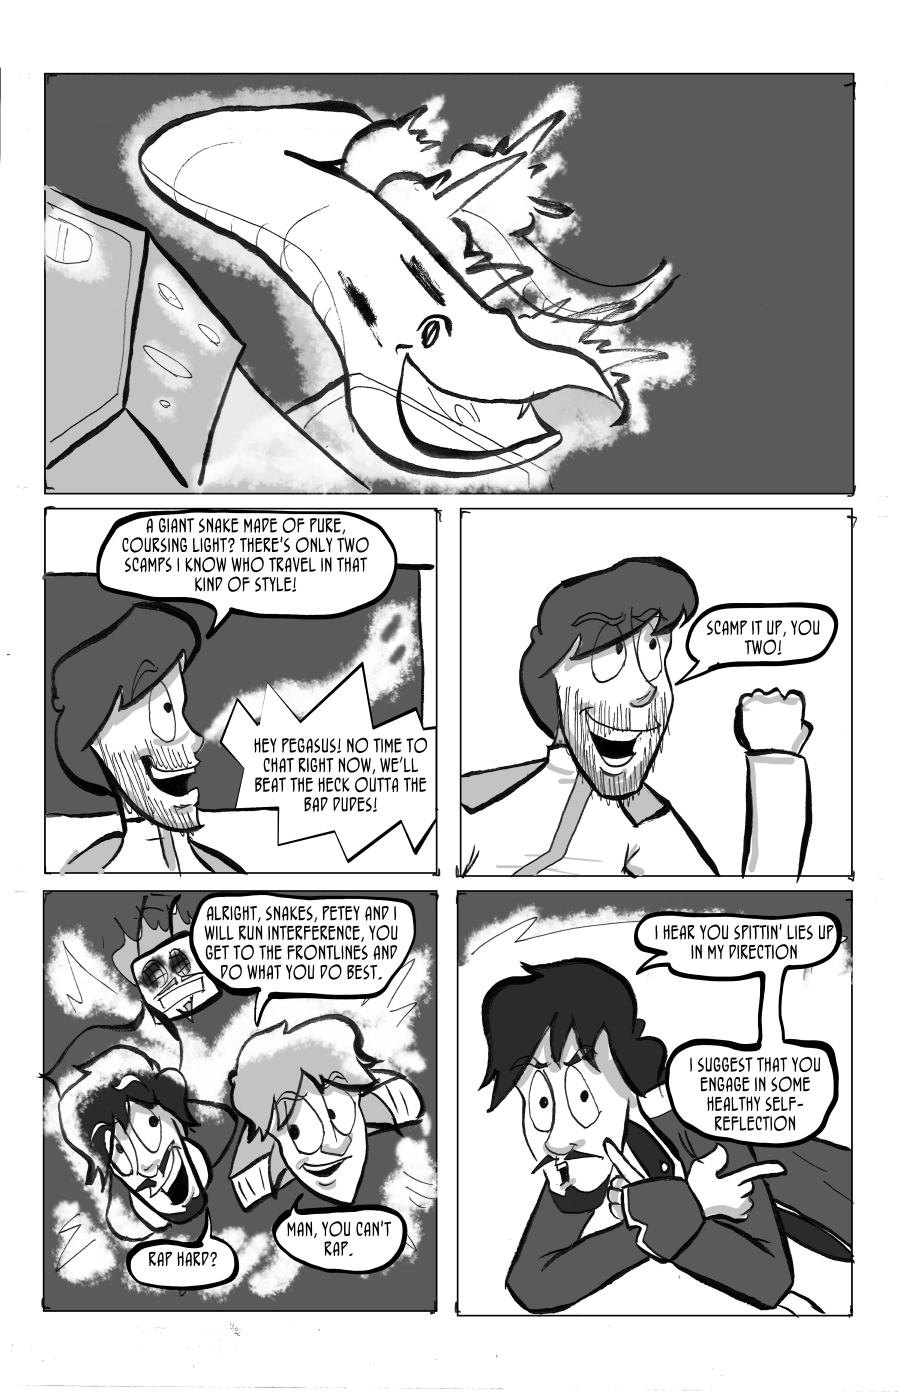 A GIANT SNAKE MADE OF PURE,
COURSING LIGHT? THERE'S ONLY TWO
SCAMPS I KNOW WHO TRAVEL IN THAT
KIND OF STYLE!
HEY PEGASUS! NO TIME TO
CHAT RIGHT NOW, WE'LL
BEAT THE HECK OUTTA THE
BAD DUDES!
SCAMP IT UP, YOU
TWO!
ALRIGHT, SNAKES, PETEY AND I
WILL RUN INTERFERENCE, YOU
GET TO THE FRONTLINES AND
DO WHAT YOU DO BEST.
RAP HARD?
MAN, YOU CAN'T
RAP.
I HEAR YOU SPITTIN' LIES UP
IN MY DIRECTION
I SUGGEST THAT YOU
ENGAGE IN SOME
HEALTHY SELF-
REFLECTION